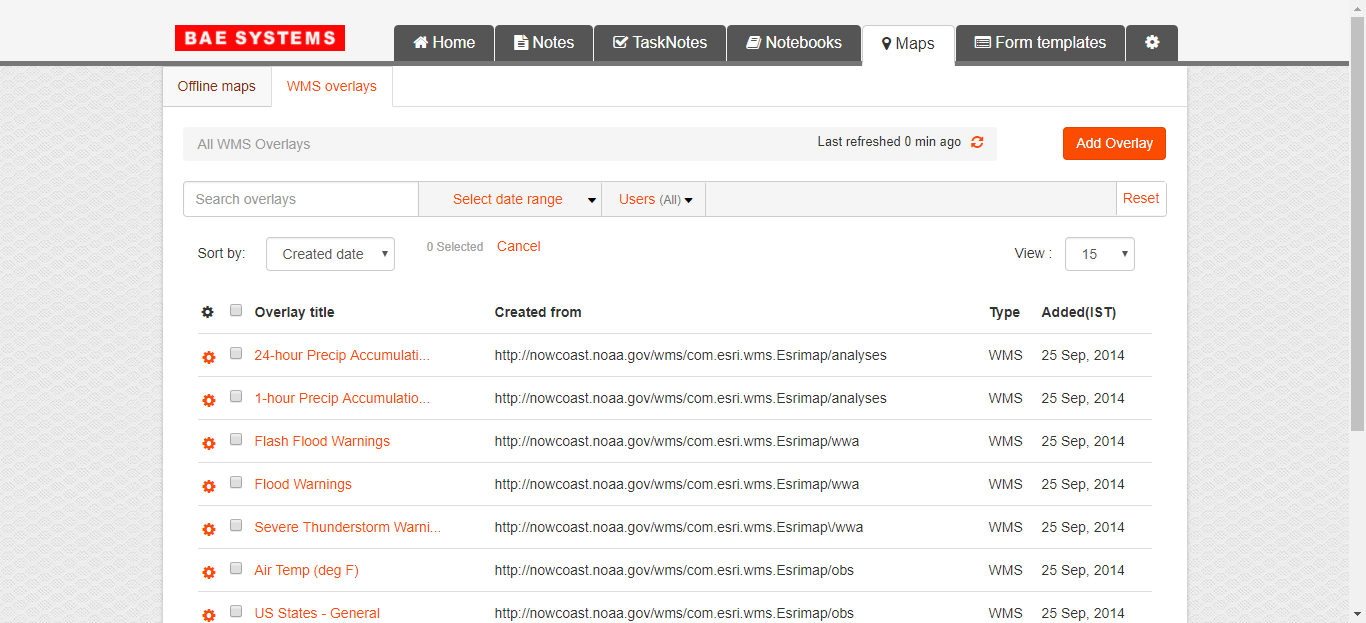 BAE SYSTEMS
Home Notes TaskNotes Notebooks Maps Form templates
Offline maps WMS overlays
All WMS Overlays Last refreshed 0 min ago Add Overlay
Search overlays Select date range Users (All) Reset
Sort by: Created date 0 Selected Cancel View : 15
Overlay title Created from Type Added(IST)
24-hour Precip Accumulati... http://nowcoast.noaa.gov/wms/com.esri.wms.Esrimap/analyses WMS 25 Sep, 2014
1-hour Precip Accumulatio... http://nowcoast.noaa.gov/wms/com.esri.wms.Esrimap/analyses WMS 25 Sep, 2014
Flash Flood Warnings http://nowcoast.noaa.gov/wms/com.esri.wms.Esrimap/wwa WMS 25 Sep, 2014
Flood Warnings http://nowcoast.noaa.gov/wms/com.esri.wms.Esrimap/wwa WMS 25 Sep, 2014
Severe Thunderstorm Warni... http://nowcoast.noaa.gov/wms/com.esri.wms.Esrimap\/wwa WMS 25 Sep, 2014
Air Temp (deg F) http://nowcoast.noaa.gov/wms/com.esri.wms.Esrimap/obs WMS 25 Sep, 2014
US States - General http://nowcoast.noaa.gov/wms/com.esri.wms.Esrimap/obs WMS 25 Sep, 2014